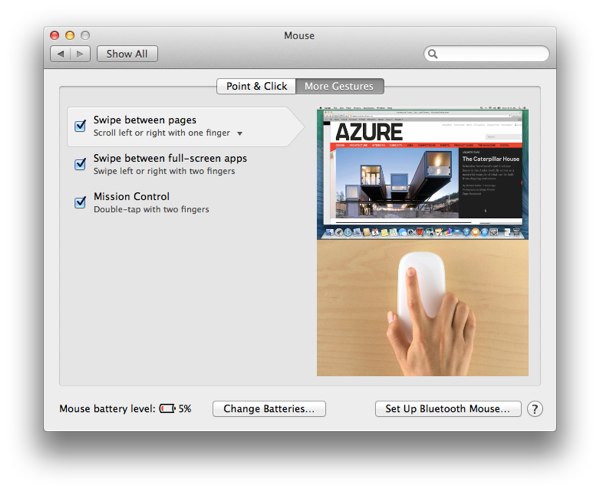 Mouse
Show All
Point & Click
More Gestures
Swipe between pages
Scroll left or right with one finger
Swipe between full-screen apps
Swipe left or right with two fingers
Mission Control
Double-tap with two fingers
AZURE
The Caterpillar House
Mouse battery level: 5%
Change Batteries...
Set Up Bluetooth Mouse...
?